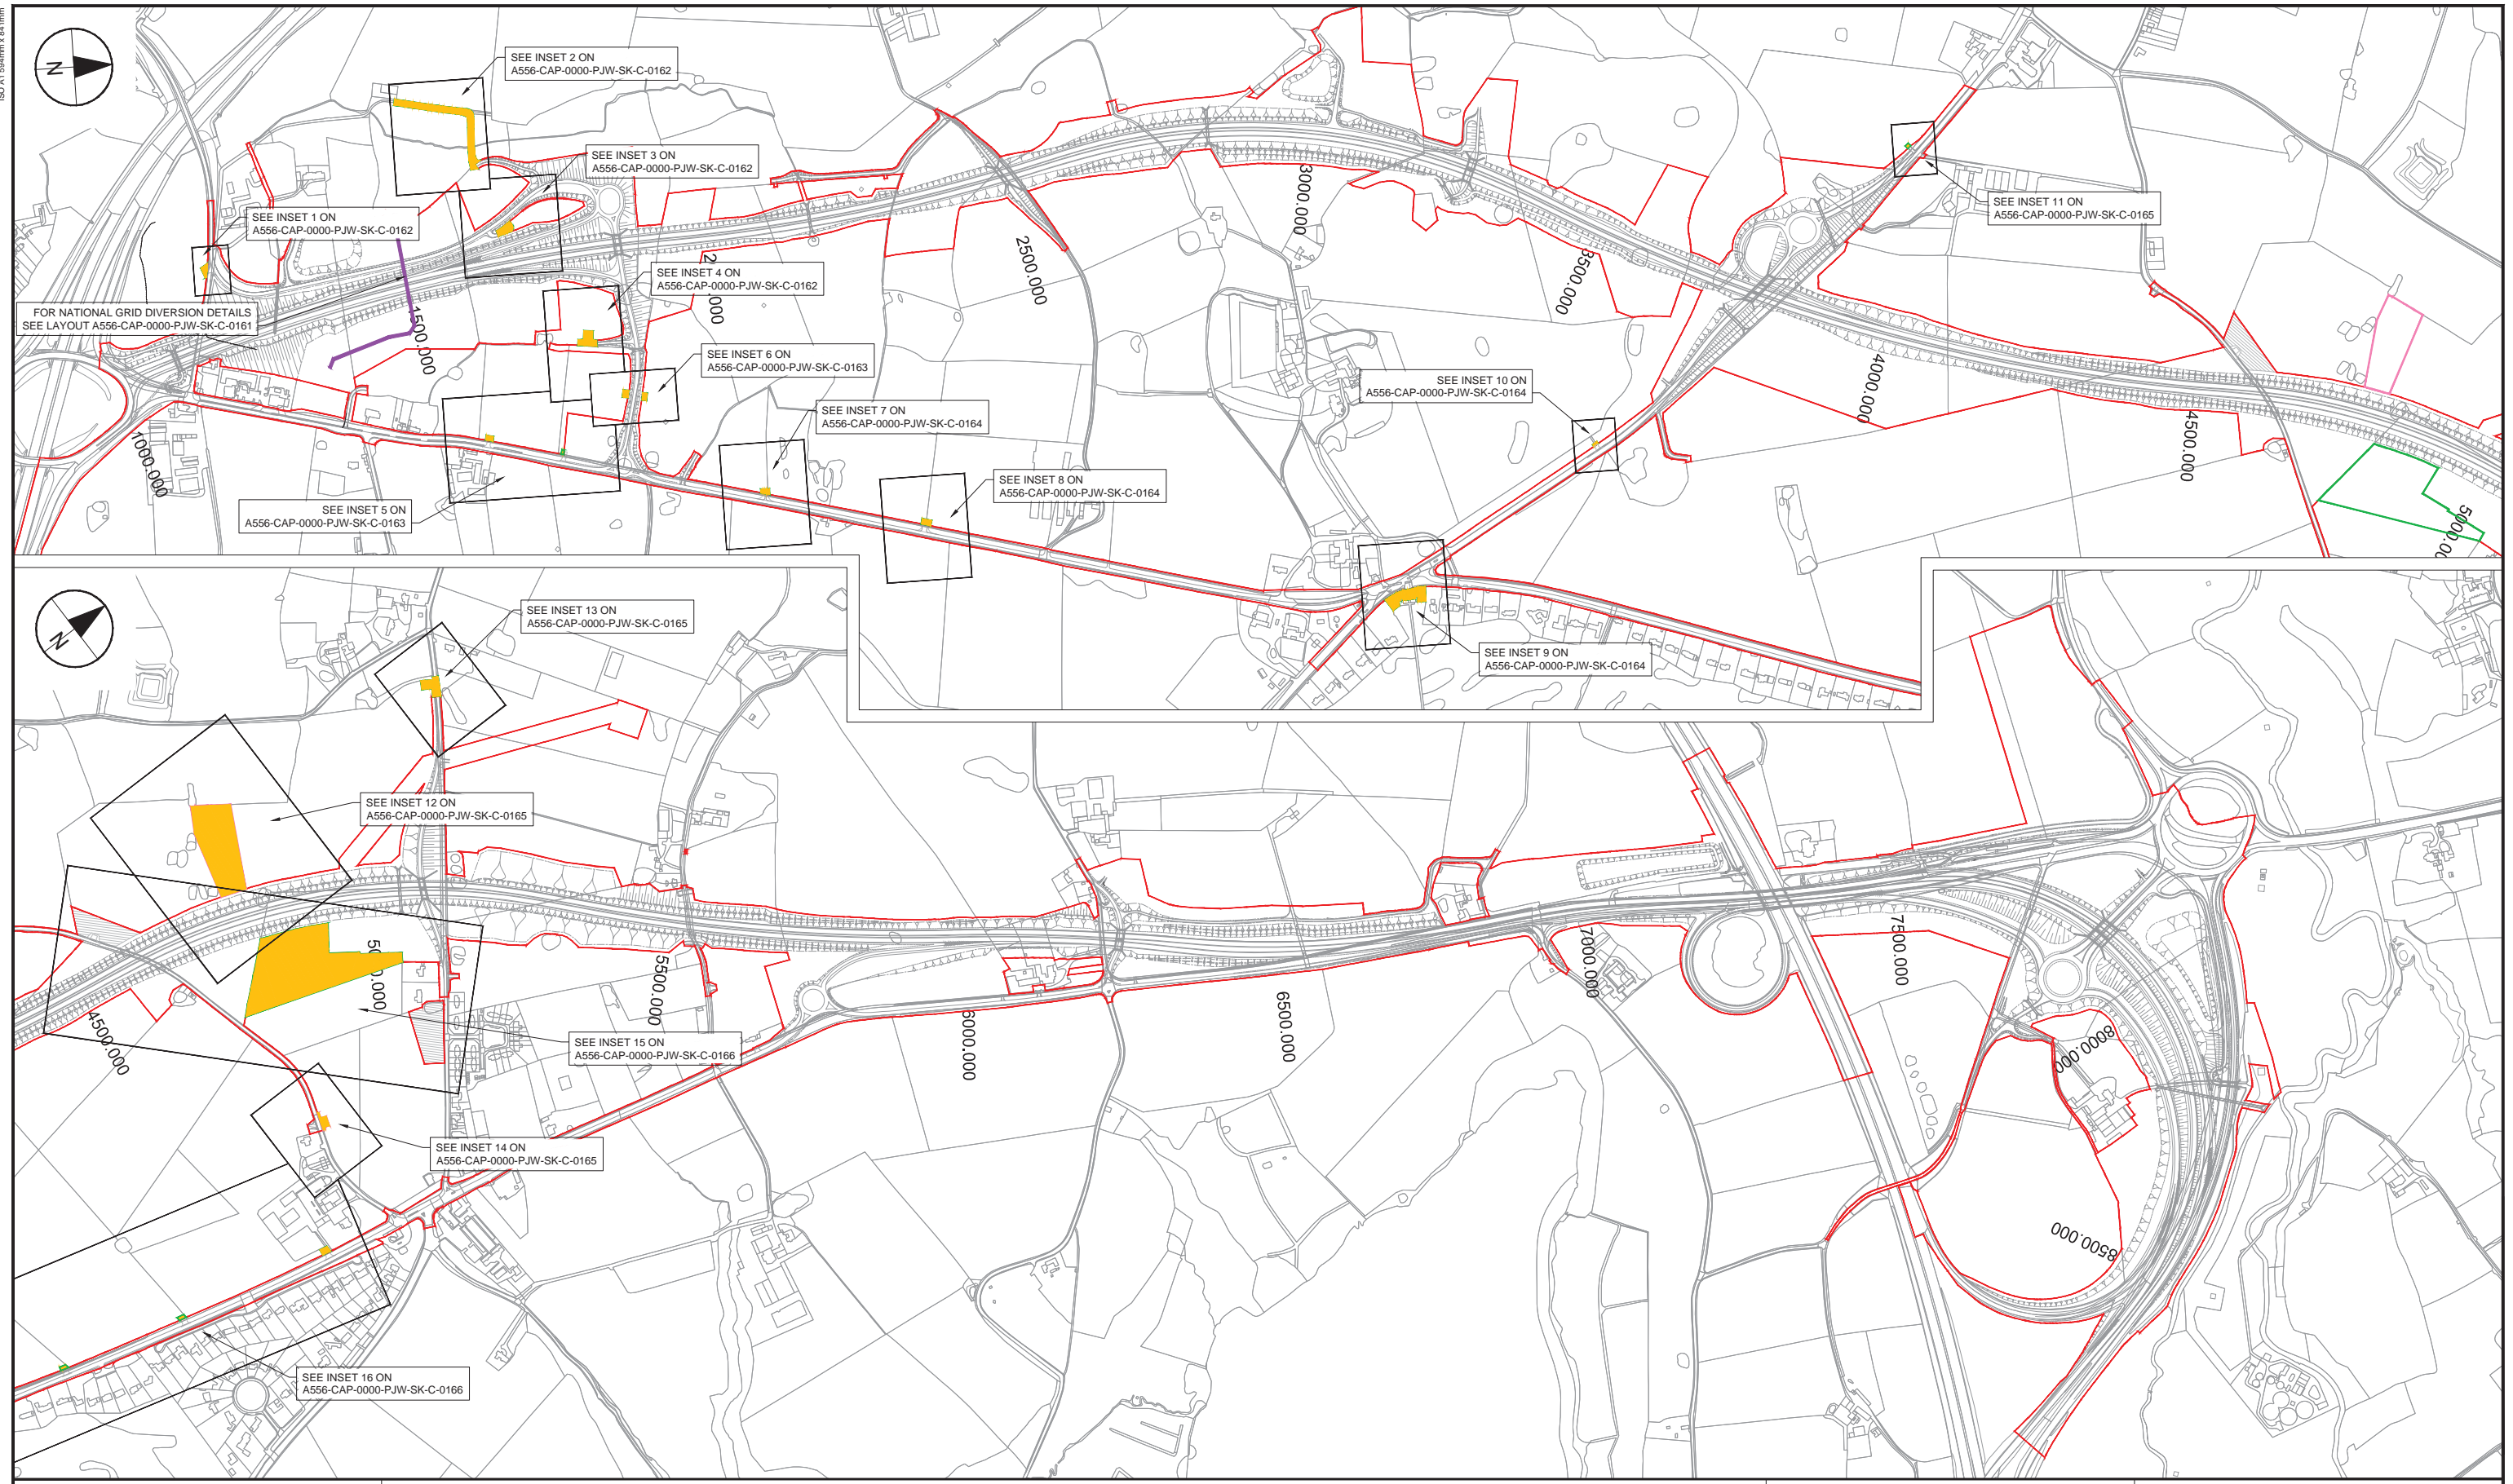 ISO A1 594mm x 841mm
N
SEE INSET 2 ON
A556-CAP-0000-PJW-SK-C-0162
SEE INSET 3 ON
A556-CAP-0000-PJW-SK-C-0162
SEE INSET 1 ON
A556-CAP-0000-PJW-SK-C-0162
SEE INSET 11 ON
A556-CAP-0000-PJW-SK-C-0165
SEE INSET 4 ON
A556-CAP-0000-PJW-SK-C-0162
FOR NATIONAL GRID DIVERSION DETAILS
SEE LAYOUT A556-CAP-0000-PJW-SK-C-0161
SEE INSET 6 ON
A556-CAP-0000-PJW-SK-C-0163
SEE INSET 10 ON
A556-CAP-0000-PJW-SK-C-0164
SEE INSET 7 ON
A556-CAP-0000-PJW-SK-C-0164
SEE INSET 8 ON
A556-CAP-0000-PJW-SK-C-0164
SEE INSET 5 ON
A556-CAP-0000-PJW-SK-C-0163
SEE INSET 9 ON
A556-CAP-0000-PJW-SK-C-0164
1000.000
1500.000
2500.000
3000.000
3500.000
4000.000
4500.000
N
SEE INSET 13 ON
A556-CAP-0000-PJW-SK-C-0165
SEE INSET 12 ON
A556-CAP-0000-PJW-SK-C-0165
SEE INSET 15 ON
A556-CAP-0000-PJW-SK-C-0166
SEE INSET 14 ON
A556-CAP-0000-PJW-SK-C-0165
SEE INSET 16 ON
A556-CAP-0000-PJW-SK-C-0166
4500.000
5500.000
6000.000
6500.000
7000.000
7500.000
8000.000
8500.000